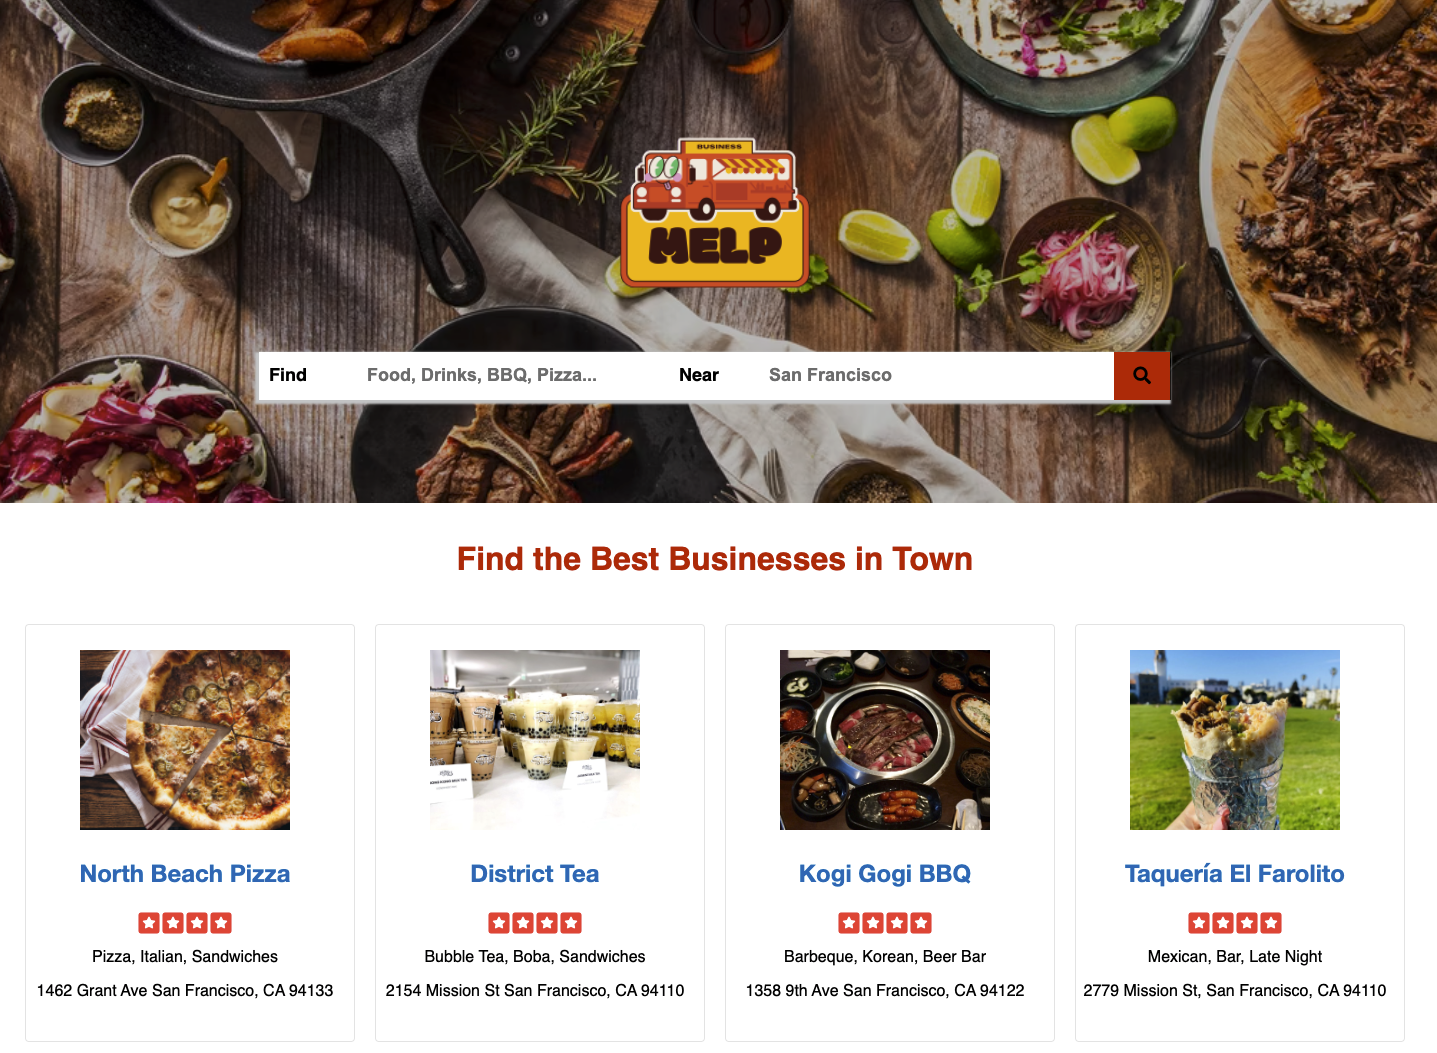 BUSINESS
MELP
Find Food, Drinks, BBQ, Pizza... Near San Francisco
Find the Best Businesses in Town
North Beach Pizza
Pizza, Italian, Sandwiches
1462 Grant Ave San Francisco, CA 94133
District Tea
Bubble Tea, Boba, Sandwiches
2154 Mission St San Francisco, CA 94110
Kogi Gogi BBQ
Barbeque, Korean, Beer Bar
1358 9th Ave San Francisco, CA 94122
Taquería El Farolito
Mexican, Bar, Late Night
2779 Mission St, San Francisco, CA 94110